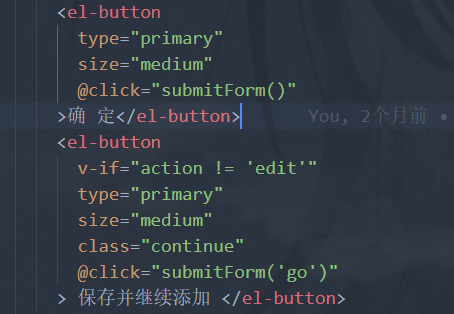 <el-button
type="primary"
size="medium"
@click="submitForm()"
>确 定</el-button> You, 2个月前 •
<el-button
v-if="action != 'edit'"
type="primary"
size="medium"
class="continue"
@click="submitForm('go')"
> 保存并继续添加 </el-button>